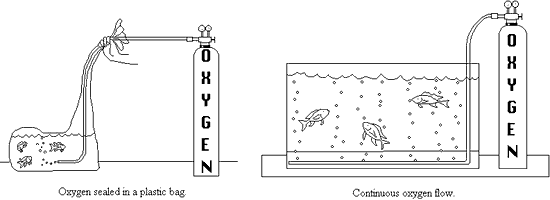 OXYGEN
OXYGEN
Oxygen sealed in a plastic bag.
Continuous oxygen flow.